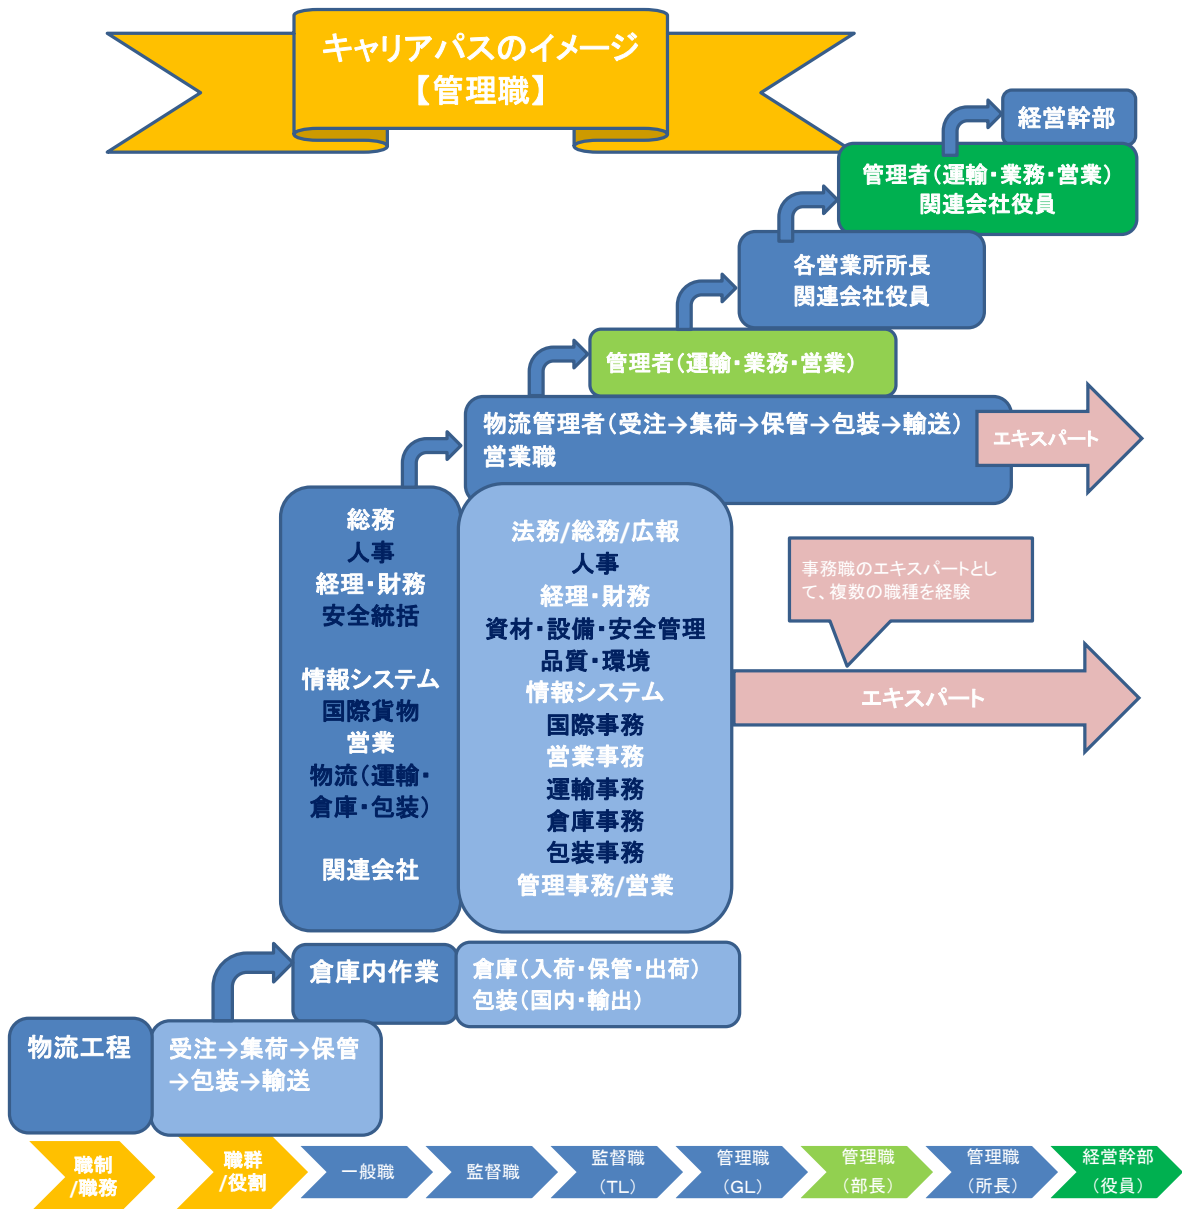 キャリアパスのイメージ
【管理職】
経営幹部
管理者（運輸・業務・営業）
関連会社役員
各営業所所長
関連会社役員
管理者（運輸・業務・営業）
物流管理者（受注→集荷→保管→包装→輸送）
営業職
エキスパート
総務
人事
経理・財務
安全統括
情報システム
国際貨物
営業
物流（運輸・
倉庫・包装）
関連会社
法務/総務/広報
人事
経理・財務
資材・設備・安全管理
品質・環境
情報システム
国際事務
営業事務
運輸事務
倉庫事務
包装事務
管理事務/営業
事務職のエキスパートとし
て、複数の職種を経験
エキスパート
倉庫内作業
倉庫（入荷・保管・出荷）
包装（国内・輸出）
物流工程
受注→集荷→保管
→包装→輸送
職制
/職務
職群
/役割
一般職
監督職
監督職
（TL）
管理職
（GL）
管理職
（部長）
管理職
（所長）
経営幹部
（役員）